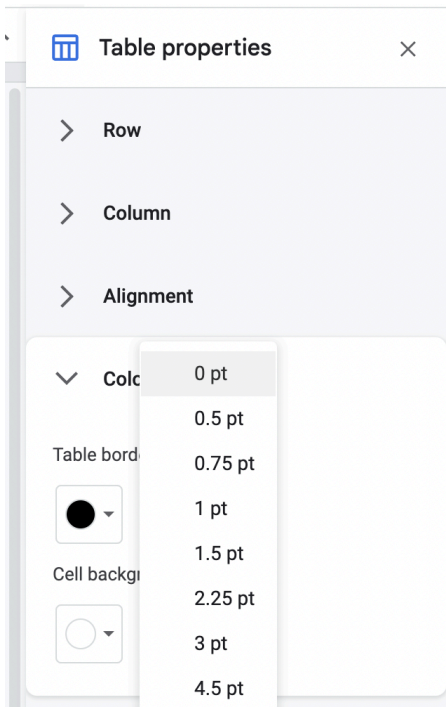 Table properties
Row
Column
Alignment
Colo
0 pt
0.5 pt
Table bord
0.75 pt
1 pt
1.5 pt
Cell backgr
2.25 pt
3 pt
4.5 pt